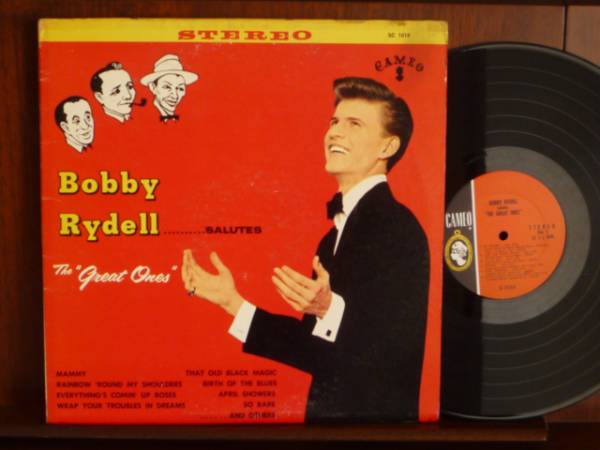 STEREO
SC 1010
CAMEO
Bobby
Rydell..........SALUTES
The "Great Ones"
MAMMY
RAINBOW 'ROUND MY SHOULDERS
EVERYTHING'S COMIN' UP ROSES
WRAP YOUR TROUBLES IN DREAMS
THAT OLD BLACK MAGIC
BIRTH OF THE BLUES
APRIL SHOWERS
SO RARE
........AND OTHERS
CAMEO
BOBBY RYDELL
"THE GREAT ONES"
STEREO